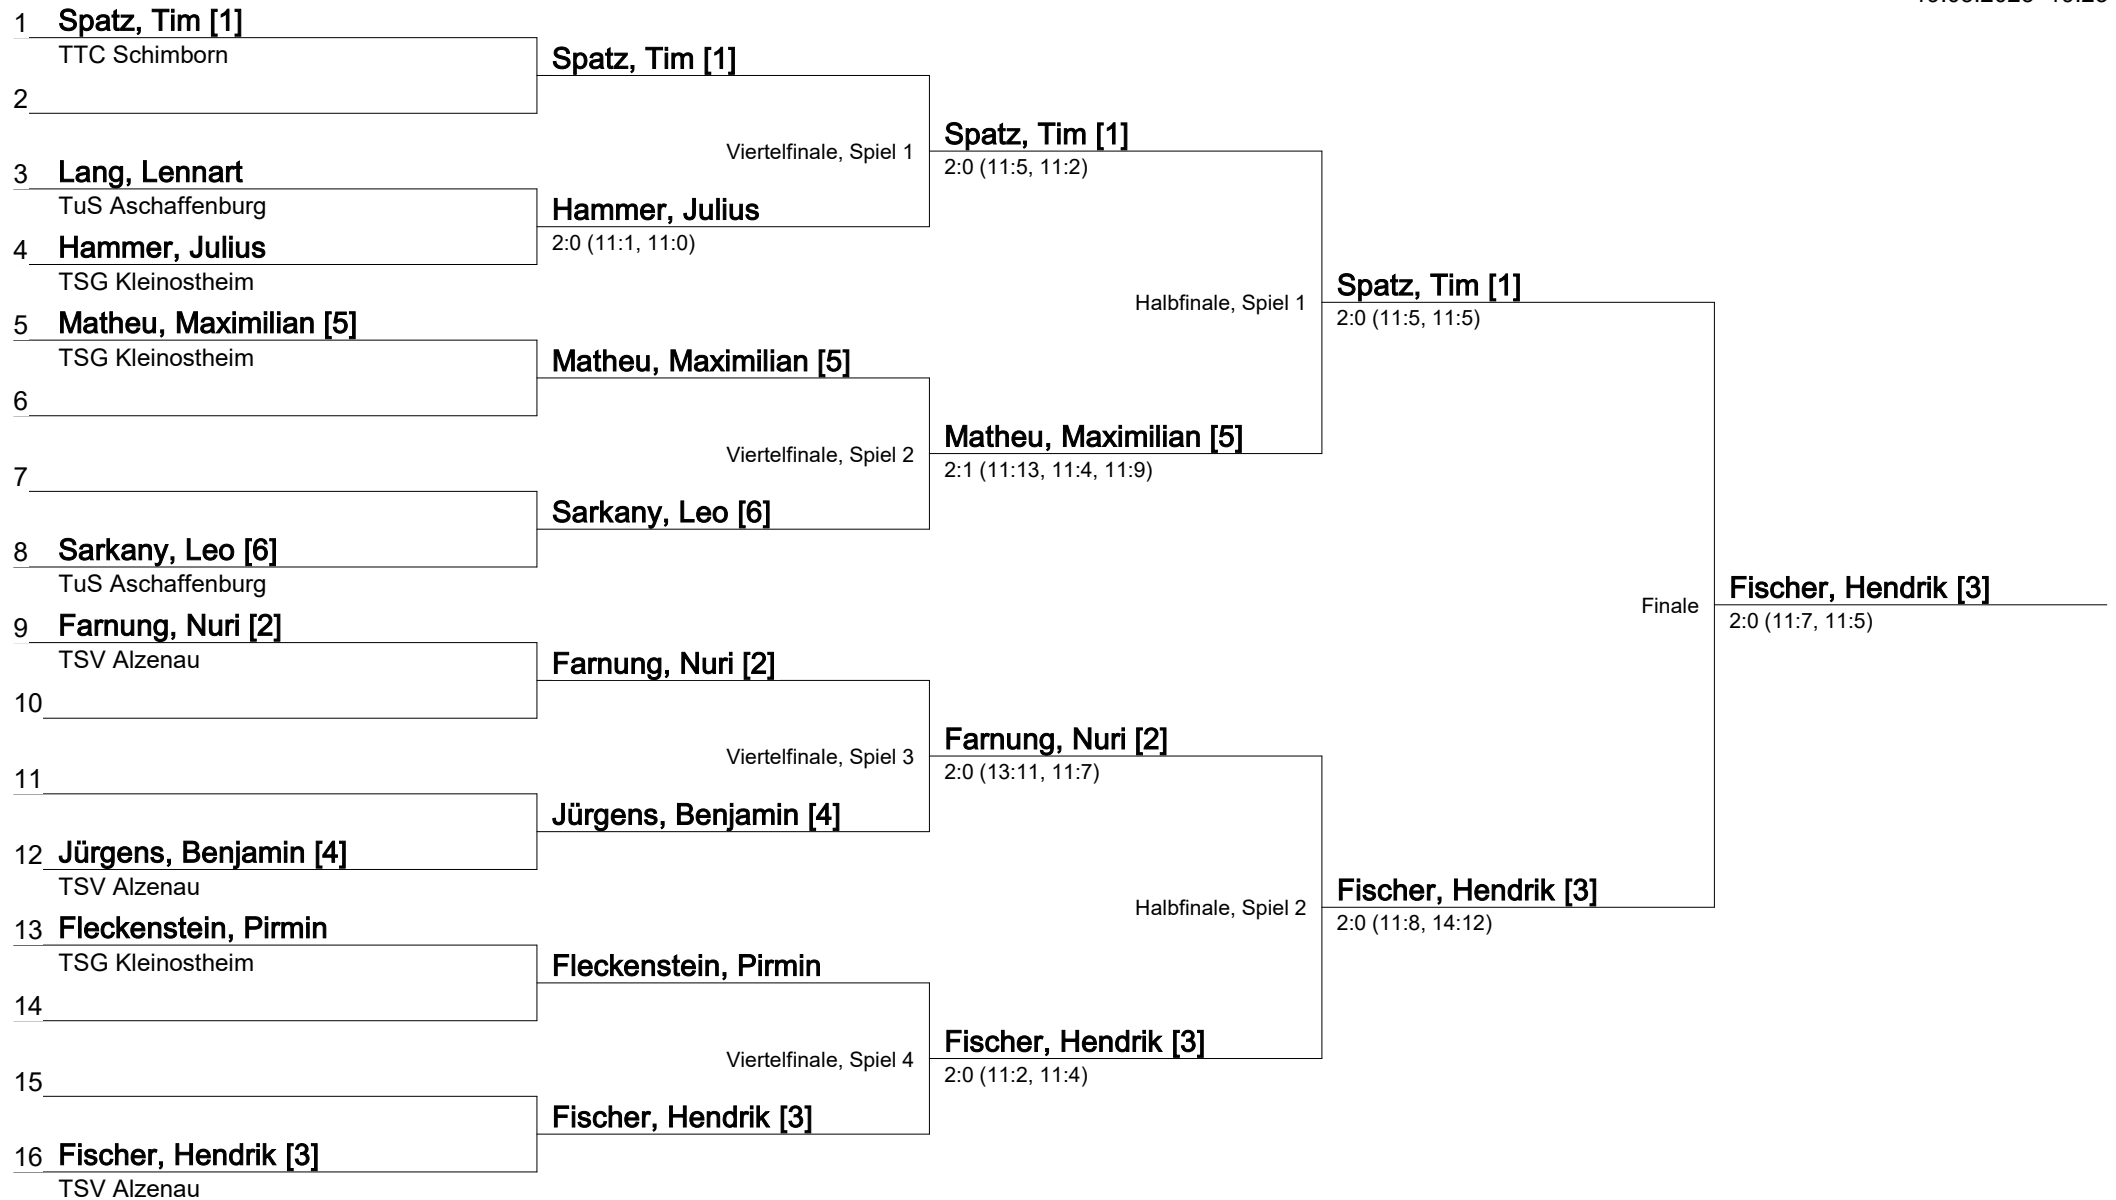 1 Spatz, Tim [1]
TTC Schimborn
Spatz, Tim [1]
2
Viertelfinale, Spiel 1
Spatz, Tim [1]
2:0 (11:5, 11:2)
3 Lang, Lennart
TuS Aschaffenburg
Hammer, Julius
2:0 (11:1, 11:0)
4 Hammer, Julius
TSG Kleinostheim
Halbfinale, Spiel 1
Spatz, Tim [1]
2:0 (11:5, 11:5)
5 Matheu, Maximilian [5]
TSG Kleinostheim
Matheu, Maximilian [5]
6
Viertelfinale, Spiel 2
Matheu, Maximilian [5]
2:1 (11:13, 11:4, 11:9)
7
Sarkany, Leo [6]
8 Sarkany, Leo [6]
TuS Aschaffenburg
Finale
Fischer, Hendrik [3]
2:0 (11:7, 11:5)
9 Farnung, Nuri [2]
TSV Alzenau
Farnung, Nuri [2]
10
Viertelfinale, Spiel 3
Farnung, Nuri [2]
2:0 (13:11, 11:7)
11
Jürgens, Benjamin [4]
12 Jürgens, Benjamin [4]
TSV Alzenau
Halbfinale, Spiel 2
Fischer, Hendrik [3]
2:0 (11:8, 14:12)
13 Fleckenstein, Pirmin
TSG Kleinostheim
Fleckenstein, Pirmin
14
Viertelfinale, Spiel 4
Fischer, Hendrik [3]
2:0 (11:2, 11:4)
15
Fischer, Hendrik [3]
16 Fischer, Hendrik [3]
TSV Alzenau